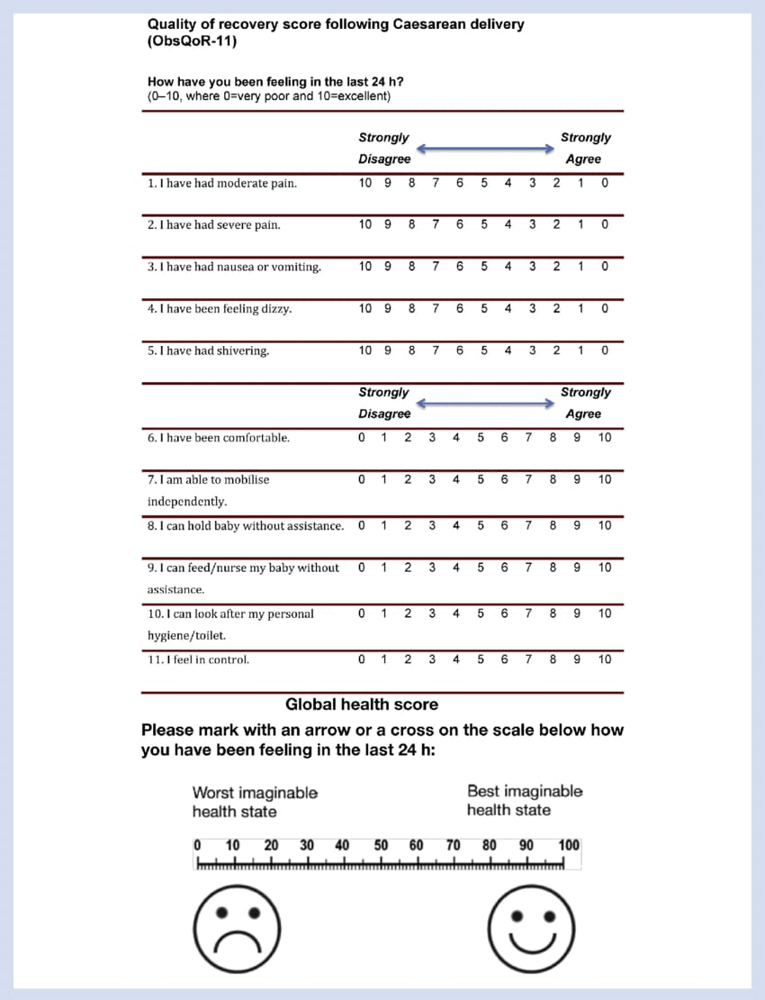 Quality of recovery score following Caesarean delivery
(ObsQoR-11)
How have you been feeling in the last 24 h?
(0–10, where 0=very poor and 10=excellent)
Strongly Strongly
Disagree Agree
1. I have had moderate pain. 10 9 8 7 6 5 4 3 2 1 0
2. I have had severe pain. 10 9 8 7 6 5 4 3 2 1 0
3. I have had nausea or vomiting. 10 9 8 7 6 5 4 3 2 1 0
4. I have been feeling dizzy. 10 9 8 7 6 5 4 3 2 1 0
5. I have had shivering. 10 9 8 7 6 5 4 3 2 1 0
Strongly Strongly
Disagree Agree
6. I have been comfortable. 0 1 2 3 4 5 6 7 8 9 10
7. I am able to mobilise 0 1 2 3 4 5 6 7 8 9 10
independently.
8. I can hold baby without assistance. 0 1 2 3 4 5 6 7 8 9 10
9. I can feed/nurse my baby without 0 1 2 3 4 5 6 7 8 9 10
assistance.
10. I can look after my personal 0 1 2 3 4 5 6 7 8 9 10
hygiene/toilet.
11. I feel in control. 0 1 2 3 4 5 6 7 8 9 10
Global health score
Please mark with an arrow or a cross on the scale below how
you have been feeling in the last 24 h:
Worst imaginable Best imaginable
health state health state
0 10 20 30 40 50 60 70 80 90 100